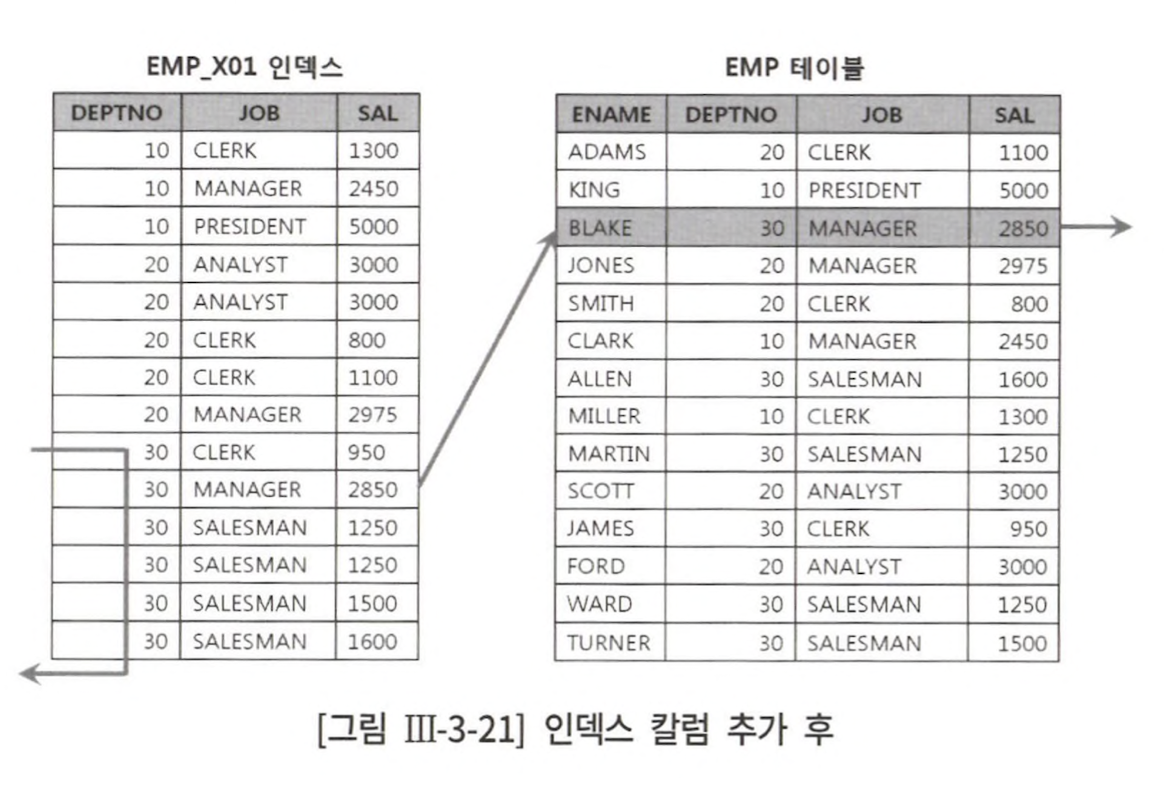 EMP_X01 인덱스
DEPTNO JOB SAL
10 CLERK 1300
10 MANAGER 2450
10 PRESIDENT 5000
20 ANALYST 3000
20 ANALYST 3000
20 CLERK 800
20 CLERK 1100
20 MANAGER 2975
30 CLERK 950
30 MANAGER 2850
30 SALESMAN 1250
30 SALESMAN 1250
30 SALESMAN 1500
30 SALESMAN 1600
EMP 테이블
ENAME DEPTNO JOB SAL
ADAMS 20 CLERK 1100
KING 10 PRESIDENT 5000
BLAKE 30 MANAGER 2850
JONES 20 MANAGER 2975
SMITH 20 CLERK 800
CLARK 10 MANAGER 2450
ALLEN 30 SALESMAN 1600
MILLER 10 CLERK 1300
MARTIN 30 SALESMAN 1250
SCOTT 20 ANALYST 3000
JAMES 30 CLERK 950
FORD 20 ANALYST 3000
WARD 30 SALESMAN 1250
TURNER 30 SALESMAN 1500
[그림 III-3-21] 인덱스 칼럼 추가 후